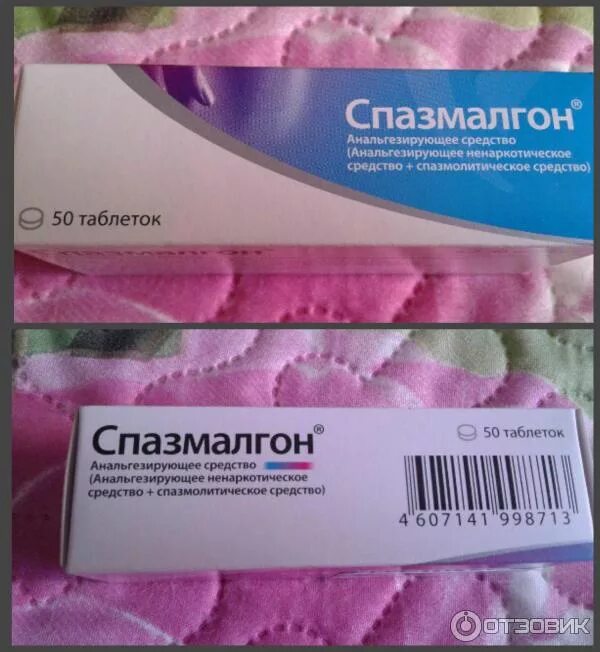 Спазмалгон®
Анальгезирующее средство
(Анальгезирующее ненаркотическое
средство + спазмолитическое средство)
50 таблеток
Спазмалгон®
Спазмалгон®
Анальгезирующее средство
(Анальгезирующее ненаркотическое
средство + спазмолитическое средство)
50 таблеток
4 607141 998713
ОТЗОВИК